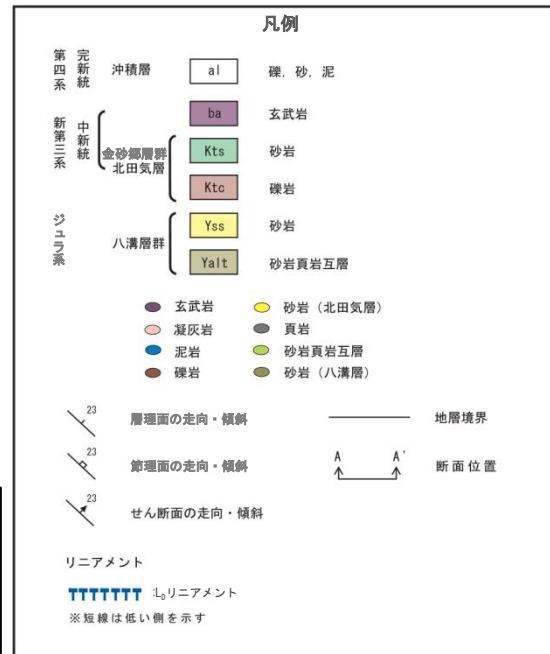 凡例
第四系 完新統 沖積層 al 礫，砂，泥
新第三系 中新統 ba 玄武岩
金砂郷層群 北田気層 Kts 砂岩
Ktc 礫岩
ジュラ系 八溝層群 Yss 砂岩
Yalt 砂岩頁岩互層
玄武岩 砂岩（北田気層）
凝灰岩 頁岩
泥岩 砂岩頁岩互層
礫岩 砂岩（八溝層）
23 層理面の走向・傾斜 地層境界
23 節理面の走向・傾斜 A A' 断面位置
23 せん断面の走向・傾斜
リニアメント
:LDリニアメント
※短線は低い側を示す